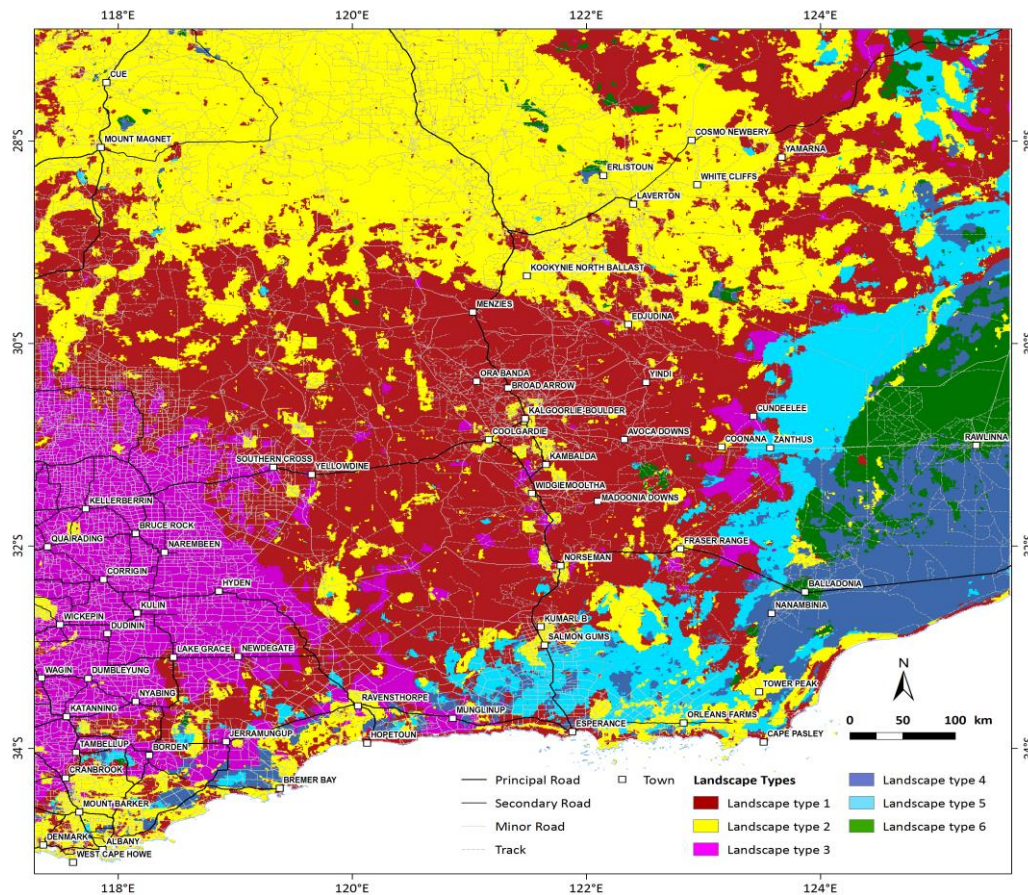 118°E 120°E 122°E 124°E
CUE
MOUNT MAGNET
28°S
COSMO NEWBERY
28°S
YAMARNA
ERLISTOUN
WHITE CLIFFS
LAVERTON
KOOKYNIE NORTH BALLAST
MENZIES
EDJUDINA
30°S
30°S
ORA BANDA
BROAD ARROW
YINDI
KALGOORLIE-BOULDER
CUNDEELEE
COOLGARDIE
AVOCA DOWNS
COONANA
ZANTHUS
RAWLINNA
KAMBALDA
SOUTHERN CROSS
YELLOWDINE
WIDGIEMOOLTHA
MADOONIA DOWNS
KELLERBERRIN
BRUCE ROCK
QUAIRADING
NAREMBEEN
32°S
FRASER RANGE
32°S
NORSEMAN
CORRIGIN
HYDEN
BALLADONIA
KULIN
NANAMBINIA
WICKEPIN
DUDININ
KUMARL B
SALMON GUMS
LAKE GRACE
NEWDEGATE
WAGIN
DUMBLEYUNG
TOWER PEAK
NYABING
KATANNING
RAVENSTHORPE
MUNGLINUP
ORLEANS FARMS
ESPERANCE
CAPE PASLEY
HOPETOUN
JERRAMUNGUP
TAMBELLUP
BORDEN
34°S
34°S
CRANBROOK
BREMER BAY
MOUNT BARKER
DENMARK
ALBANY
WEST CAPE HOWE
N
0 50 100 km
Principal Road
Secondary Road
Minor Road
Track
Town
Landscape Types
Landscape type 1
Landscape type 2
Landscape type 3
Landscape type 4
Landscape type 5
Landscape type 6
118°E 120°E 122°E 124°E